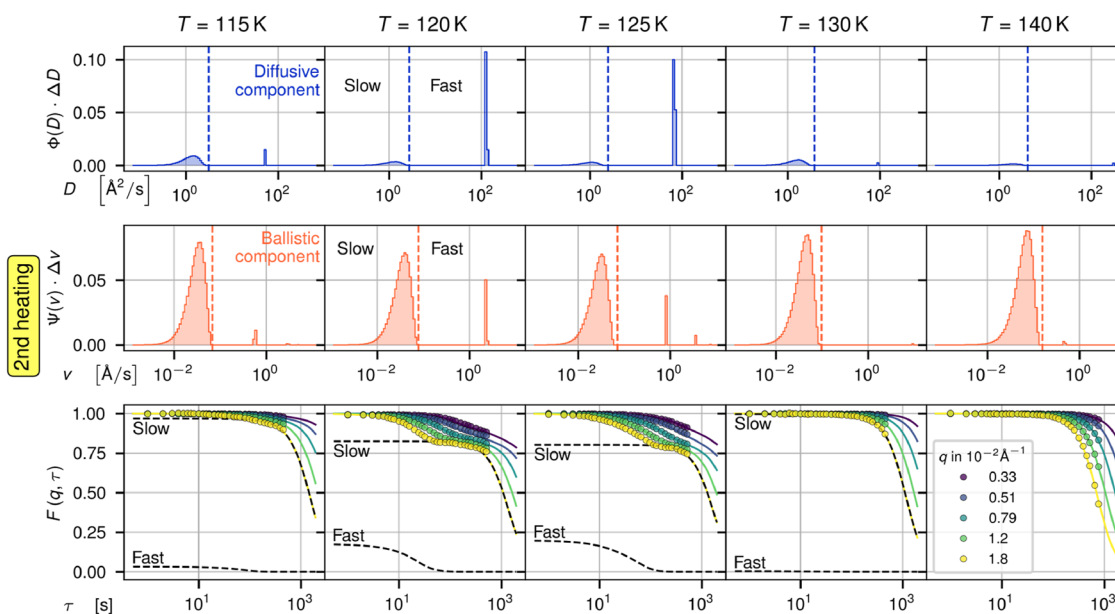 T = 115 K T = 120 K T = 125 K T = 130 K T = 140 K
0.10
0.05
0.00
Φ(D) · ΔD
Diffusive
component
Slow Fast
10⁰ 10² 10⁰ 10² 10⁰ 10² 10⁰ 10² 10⁰ 10²
D [Å²/s]
2nd heating
0.05
0.00
Ψ(v) · Δv
Ballistic
component
Slow Fast
10⁻² 10⁰ 10⁻² 10⁰ 10⁻² 10⁰ 10⁻² 10⁰ 10⁻² 10⁰
v [Å/s]
1.00
0.75
0.50
0.25
0.00
F (q, τ)
Slow Slow Slow Slow
Fast Fast Fast Fast
q in 10⁻²Å⁻¹
0.33
0.51
0.79
1.2
1.8
10¹ 10³ 10¹ 10³ 10¹ 10³ 10¹ 10³ 10¹ 10³
τ [s]